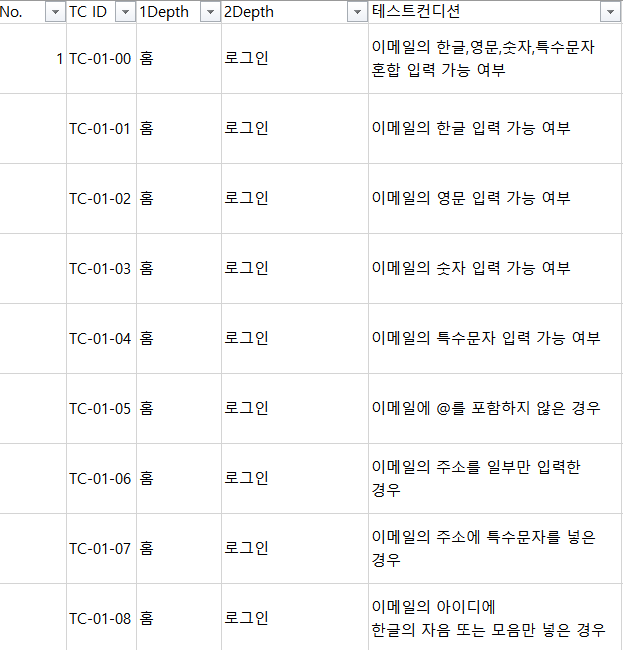 No. TC ID 1Depth 2Depth 테스트컨디션
1 TC-01-00 홈 로그인 이메일의 한글,영문,숫자,특수문자
혼합 입력 가능 여부
TC-01-01 홈 로그인 이메일의 한글 입력 가능 여부
TC-01-02 홈 로그인 이메일의 영문 입력 가능 여부
TC-01-03 홈 로그인 이메일의 숫자 입력 가능 여부
TC-01-04 홈 로그인 이메일의 특수문자 입력 가능 여부
TC-01-05 홈 로그인 이메일에 @를 포함하지 않은 경우
TC-01-06 홈 로그인 이메일의 주소를 일부만 입력한
경우
TC-01-07 홈 로그인 이메일의 주소에 특수문자를 넣은
경우
TC-01-08 홈 로그인 이메일의 아이디에
한글의 자음 또는 모음만 넣은 경우